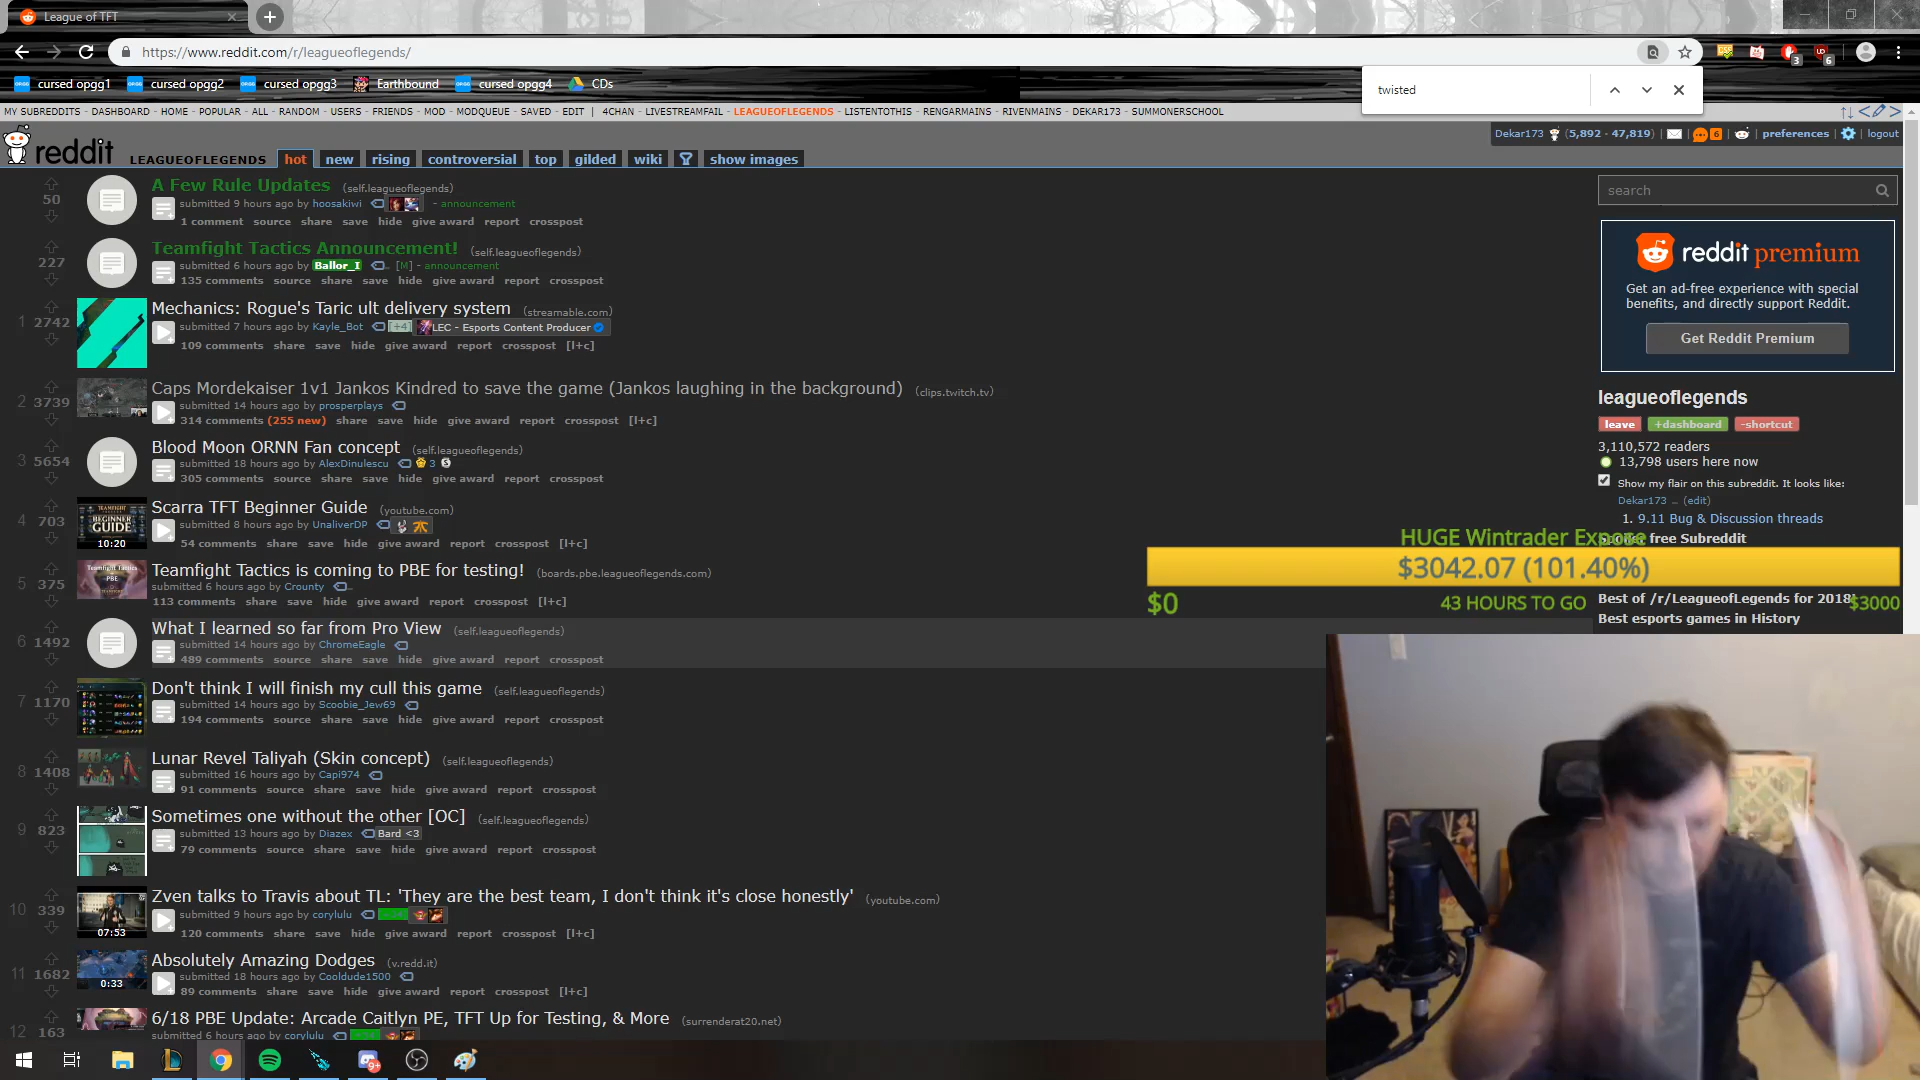 League of TFT
https://www.reddit.com/r/leagueoflegends/
cursed opgg1 cursed opgg2 cursed opgg3 Earthbound cursed opgg4 CDs
twisted
MY SUBREDDITS - DASHBOARD - HOME - POPULAR - ALL - RANDOM - USERS - FRIENDS - MOD - MODQUEUE - SAVED - EDIT | 4CHAN - LIVESTREAMFAIL - LEAGUEOFLEGENDS - LISTENTOTHIS - RENGARMAINS - RIVENMAINS - DEKAR173 - SUMMONERSCHOOL
Dekar173 (5,892 - 47,819) | 6 | preferences | logout
reddit LEAGUEOFLEGENDS hot new rising controversial top gilded wiki show images
A Few Rule Updates (self.leagueoflegends)
50
submitted 9 hours ago by hoosakiwi - announcement
1 comment source share save hide give award report crosspost
Teamfight Tactics Announcement! (self.leagueoflegends)
227
submitted 6 hours ago by Ballor_I [M] - announcement
135 comments source share save hide give award report crosspost
Mechanics: Rogue's Taric ult delivery system (streamable.com)
1 2742
submitted 7 hours ago by Kayle_Bot [+4] LEC - Esports Content Producer
109 comments share save hide give award report crosspost [l+c]
Caps Mordekaiser 1v1 Jankos Kindred to save the game (Jankos laughing in the background) (clips.twitch.tv)
2 3739
submitted 14 hours ago by prosperplays
314 comments (255 new) share save hide give award report crosspost [l+c]
Blood Moon ORNN Fan concept (self.leagueoflegends)
3 5654
submitted 18 hours ago by AlexDinulescu 3
305 comments source share save hide give award report crosspost
Scarra TFT Beginner Guide (youtube.com)
4 703
submitted 8 hours ago by UnaliverDP
BEGINNER GUIDE
10:20
54 comments share save hide give award report crosspost [l+c]
Teamfight Tactics is coming to PBE for testing! (boards.pbe.leagueoflegends.com)
5 375
submitted 6 hours ago by Crounty
113 comments share save hide give award report crosspost [l+c]
What I learned so far from Pro View (self.leagueoflegends)
6 1492
submitted 14 hours ago by ChromeEagle
489 comments source share save hide give award report crosspost
Don't think I will finish my cull this game (self.leagueoflegends)
7 1170
submitted 14 hours ago by Scoobie_Jew69
194 comments source share save hide give award report crosspost
Lunar Revel Taliyah (Skin concept) (self.leagueoflegends)
8 1408
submitted 16 hours ago by Capi974
91 comments source share save hide give award report crosspost
Sometimes one without the other [OC] (self.leagueoflegends)
9 823
submitted 13 hours ago by Diazex Bard <3
79 comments source share save hide give award report crosspost
Zven talks to Travis about TL: 'They are the best team, I don't think it's close honestly' (youtube.com)
10 339
submitted 9 hours ago by corylulu
07:53
120 comments share save hide give award report crosspost [l+c]
Absolutely Amazing Dodges (v.redd.it)
11 1682
submitted 18 hours ago by Cooldude1500
0:33
89 comments share save hide give award report crosspost [l+c]
6/18 PBE Update: Arcade Caitlyn PE, TFT Up for Testing, & More (surrenderat20.net)
12 163
submitted 6 hours ago by corylulu
search
reddit premium
Get an ad-free experience with special
benefits, and directly support Reddit.
Get Reddit Premium
leagueoflegends
leave +dashboard -shortcut
3,110,572 readers
13,798 users here now
Show my flair on this subreddit. It looks like:
Dekar173 (edit)
1. 9.11 Bug & Discussion threads
Spoiler free Subreddit
HUGE Wintrader Expose
$3042.07 (101.40%)
$0 43 HOURS TO GO $3000
Best of /r/LeagueofLegends for 2018
Best esports games in History